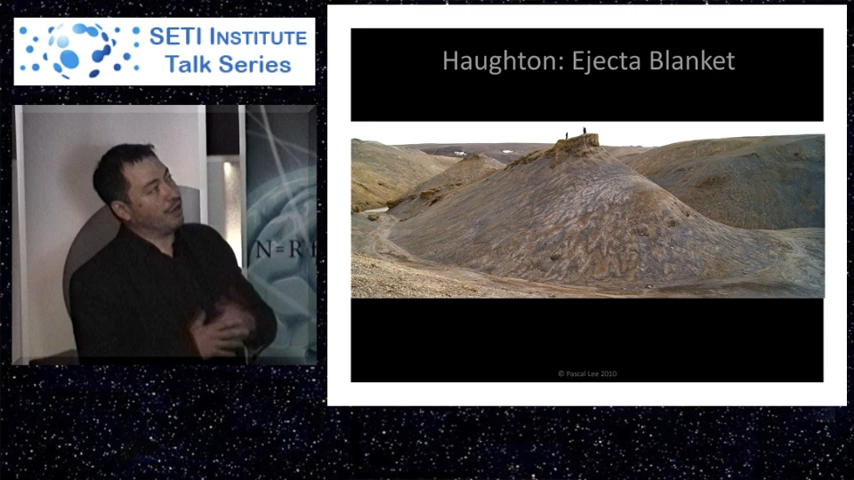 SETI INSTITUTE
Talk Series
Haughton: Ejecta Blanket
N=R
© Pascal Lee 2010